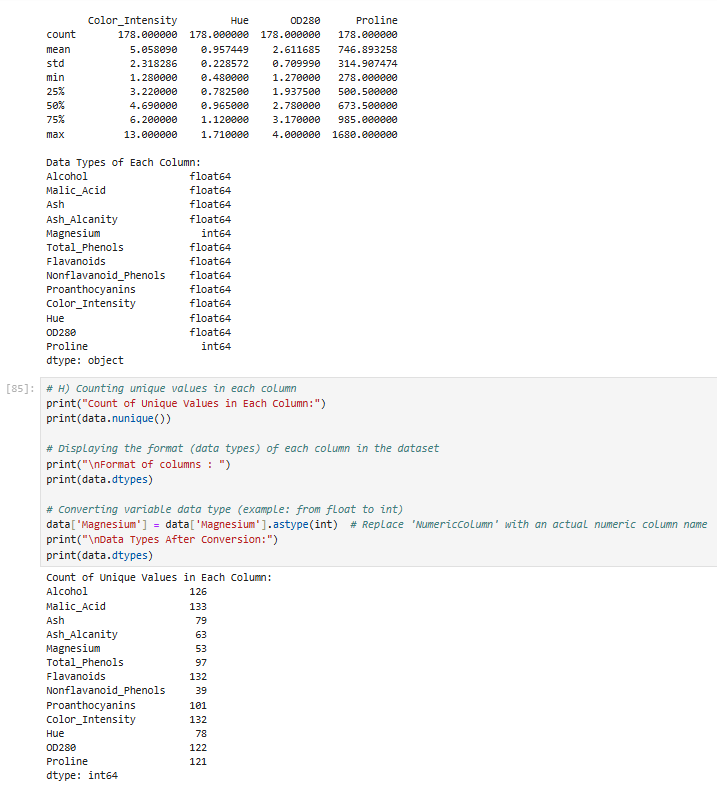 Color_Intensity Hue OD280 Proline
count 178.000000 178.000000 178.000000 178.000000
mean 5.058090 0.957449 2.611685 746.893258
std 2.318286 0.228572 0.709990 314.907474
min 1.280000 0.480000 1.270000 278.000000
25% 3.220000 0.782500 1.937500 500.500000
50% 4.690000 0.965000 2.780000 673.500000
75% 6.200000 1.120000 3.170000 985.000000
max 13.000000 1.710000 4.000000 1680.000000
Data Types of Each Column:
Alcohol float64
Malic_Acid float64
Ash float64
Ash_Alcanity float64
Magnesium int64
Total_Phenols float64
Flavanoids float64
Nonflavanoid_Phenols float64
Proanthocyanins float64
Color_Intensity float64
Hue float64
OD280 float64
Proline int64
dtype: object
[85]: # H) Counting unique values in each column
print("Count of Unique Values in Each Column:")
print(data.nunique())
# Displaying the format (data types) of each column in the dataset
print("\nFormat of columns : ")
print(data.dtypes)
# Converting variable data type (example: from float to int)
data['Magnesium'] = data['Magnesium'].astype(int) # Replace 'NumericColumn' with an actual numeric column name
print("\nData Types After Conversion:")
print(data.dtypes)
Count of Unique Values in Each Column:
Alcohol 126
Malic_Acid 133
Ash 79
Ash_Alcanity 63
Magnesium 53
Total_Phenols 97
Flavanoids 132
Nonflavanoid_Phenols 39
Proanthocyanins 101
Color_Intensity 132
Hue 78
OD280 122
Proline 121
dtype: int64